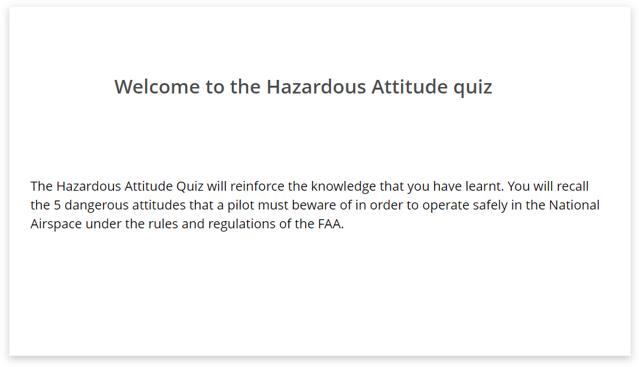 Welcome to the Hazardous Attitude quiz
The Hazardous Attitude Quiz will reinforce the knowledge that you have learnt. You will recall
the 5 dangerous attitudes that a pilot must beware of in order to operate safely in the National
Airspace under the rules and regulations of the FAA.